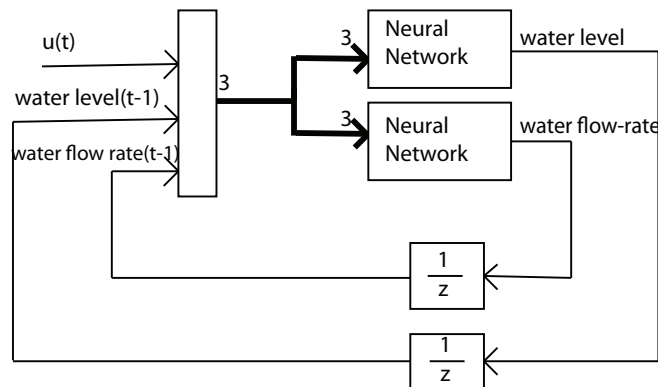 u(t)
water level(t-1)
water flow rate(t-1)
3
3
Neural
Network
water level
3
Neural
Network
water flow-rate
1
z
1
z